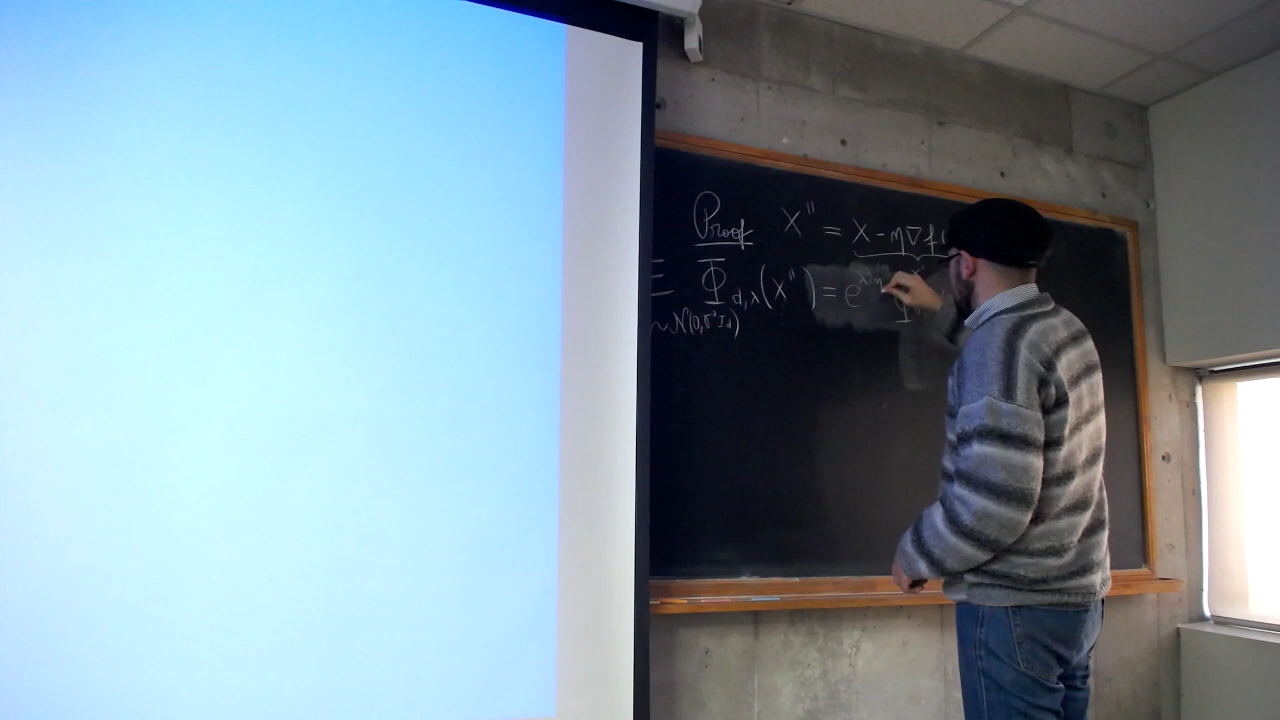 Proof x'' = x - η∇f(
≡ Φ_{d,λ}(x'') = e
~N(0,σ²I_d)